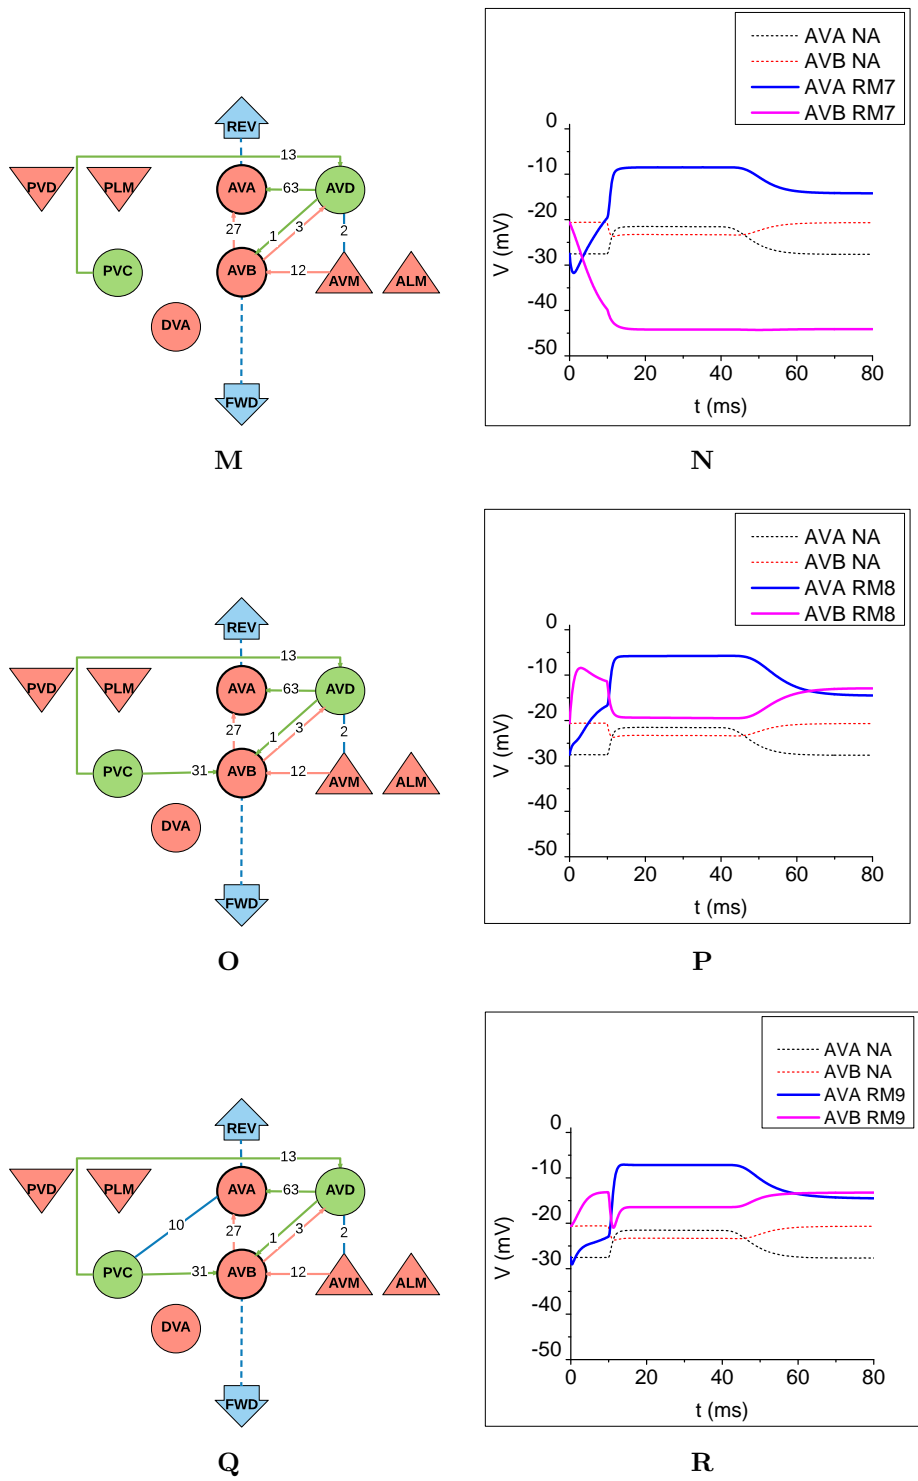 REV
13
PVD
PLM
AVA
63
AVD
27
1
3
2
PVC
AVB
12
AVM
ALM
DVA
FWD
M
AVA NA
AVB NA
AVA RM7
AVB RM7
0
-10
-20
-30
-40
-50
V (mV)
0 20 40 60 80
t (ms)
N
REV
13
PVD
PLM
AVA
63
AVD
27
1
3
2
PVC
31
AVB
12
AVM
ALM
DVA
FWD
O
AVA NA
AVB NA
AVA RM8
AVB RM8
0
-10
-20
-30
-40
-50
V (mV)
0 20 40 60 80
t (ms)
P
REV
13
PVD
PLM
AVA
63
AVD
10
27
1
3
2
PVC
31
AVB
12
AVM
ALM
DVA
FWD
Q
AVA NA
AVB NA
AVA RM9
AVB RM9
0
-10
-20
-30
-40
-50
V (mV)
0 20 40 60 80
t (ms)
R